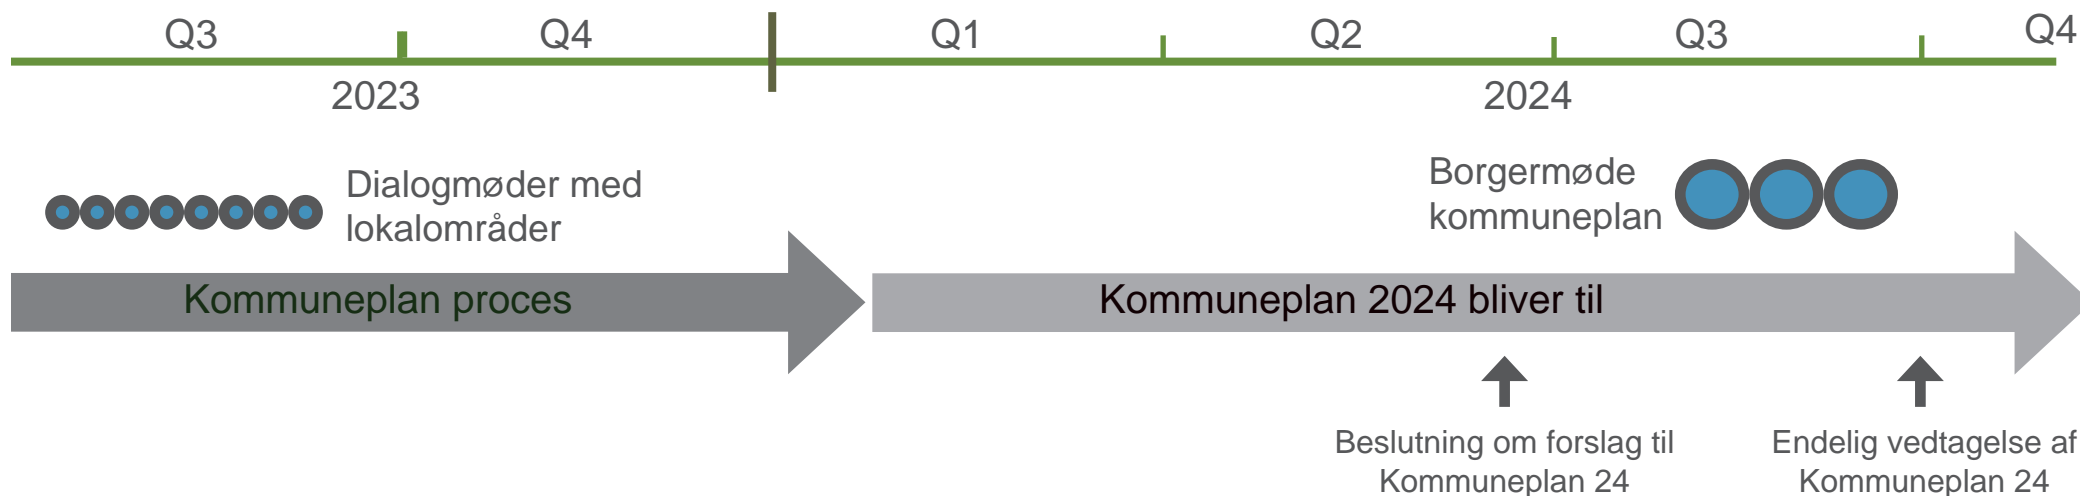 Q3 Q4 Q1 Q2 Q3 Q4
2023 2024
Dialogmøder med
lokalområder
Borgermøde
kommuneplan
Kommuneplan proces
Kommuneplan 2024 bliver til
Beslutning om forslag til
Kommuneplan 24
Endelig vedtagelse af
Kommuneplan 24